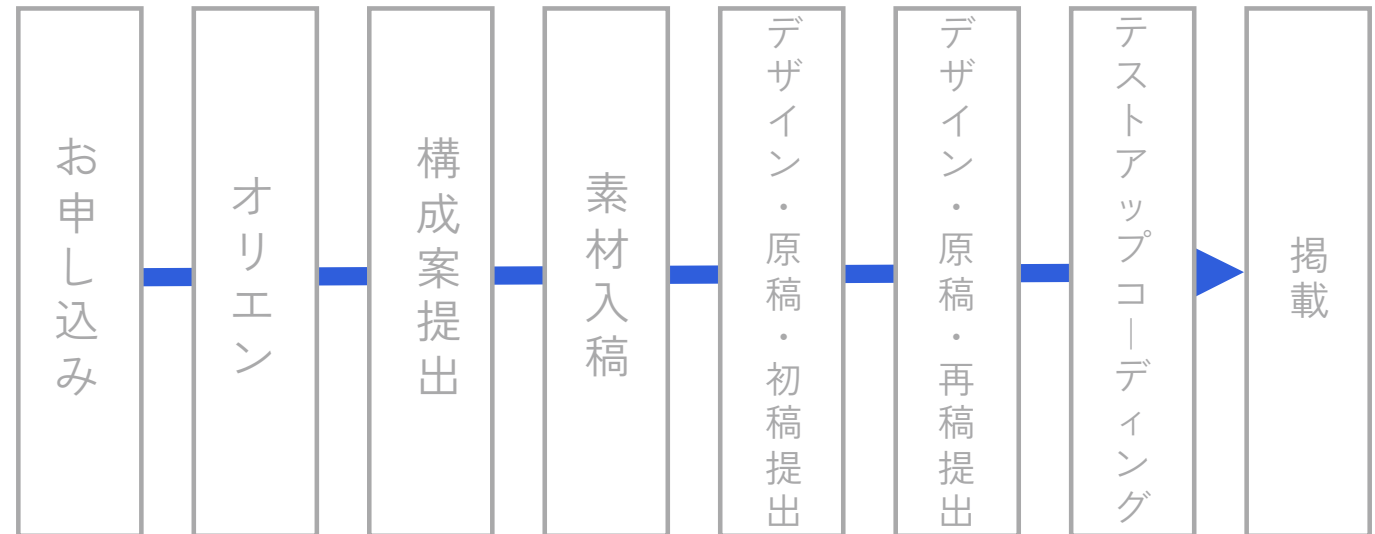 お申し込み
オリエン
構成案提出
素材入稿
デザイン・原稿・初稿提出
デザイン・原稿・再稿提出
テストアップコーディング
掲載